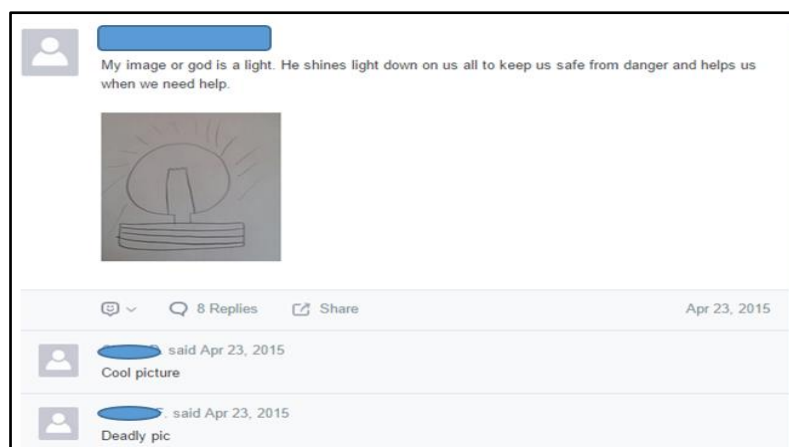 My image or god is a light. He shines light down on us all to keep us safe from danger and helps us
when we need help.
8 Replies Share Apr 23, 2015
said Apr 23, 2015
Cool picture
. said Apr 23, 2015
Deadly pic